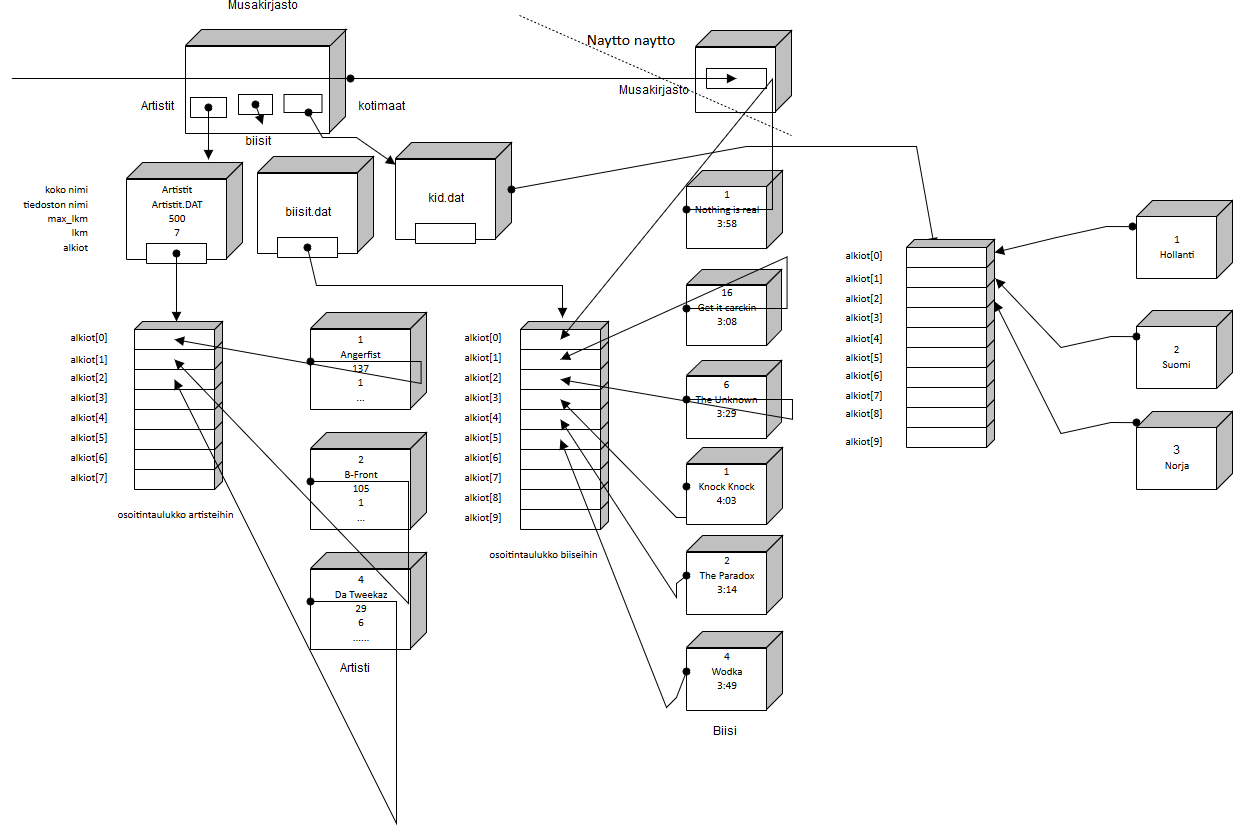 Musakirjasto
Naytto naytto
Musakirjasto
Artistit
biisit
kotimaat
koko nimi
tiedoston nimi
max_lkm
lkm
alkiot
Artistit
Artistit.DAT
500
7
biisit.dat
kid.dat
alkiot[0]
alkiot[1]
alkiot[2]
alkiot[3]
alkiot[4]
alkiot[5]
alkiot[6]
alkiot[7]
osoitintaulukko artisteihin
1
Angerfist
137
1
...
2
B-Front
105
1
...
4
Da Tweekaz
29
6
......
Artisti
alkiot[0]
alkiot[1]
alkiot[2]
alkiot[3]
alkiot[4]
alkiot[5]
alkiot[6]
alkiot[7]
alkiot[8]
alkiot[9]
osoitintaulukko biiseihin
1
Nothing is real
3:58
16
Get it carckin
3:08
6
The Unknown
3:29
1
Knock Knock
4:03
2
The Paradox
3:14
4
Wodka
3:49
Biisi
alkiot[0]
alkiot[1]
alkiot[2]
alkiot[3]
alkiot[4]
alkiot[5]
alkiot[6]
alkiot[7]
alkiot[8]
alkiot[9]
1
Hollanti
2
Suomi
3
Norja